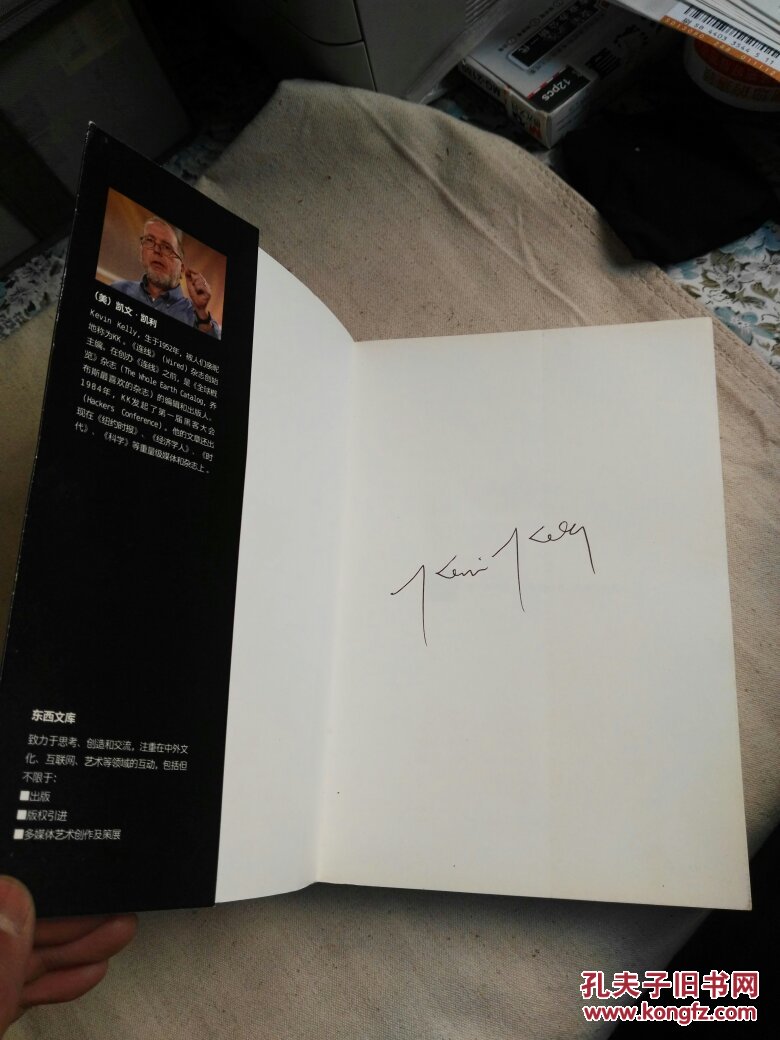 （美）凯文·凯利
Kevin Kelly，生于1952年，被人们亲昵
地称为KK，《连线》（Wired）杂志创始
主编。在创办《连线》之前，是《全球概
览》杂志（The Whole Earth Catalog，乔
布斯最喜欢的杂志）的编辑和出版人。
1984年，KK发起了第一届黑客大会
（Hackers Conference）。他的文章还出
现在《纽约时报》、《经济学人》、《时
代》、《科学》等重量级媒体和杂志上。
东西文库
致力于思考、创造和交流，注重在中外文
化、互联网、艺术等领域的互动，包括但
不限于：
■出版
■版权引进
■多媒体艺术创作及策展
Kevin Kelly
12pcs
孔夫子旧书网
www.kongfz.com